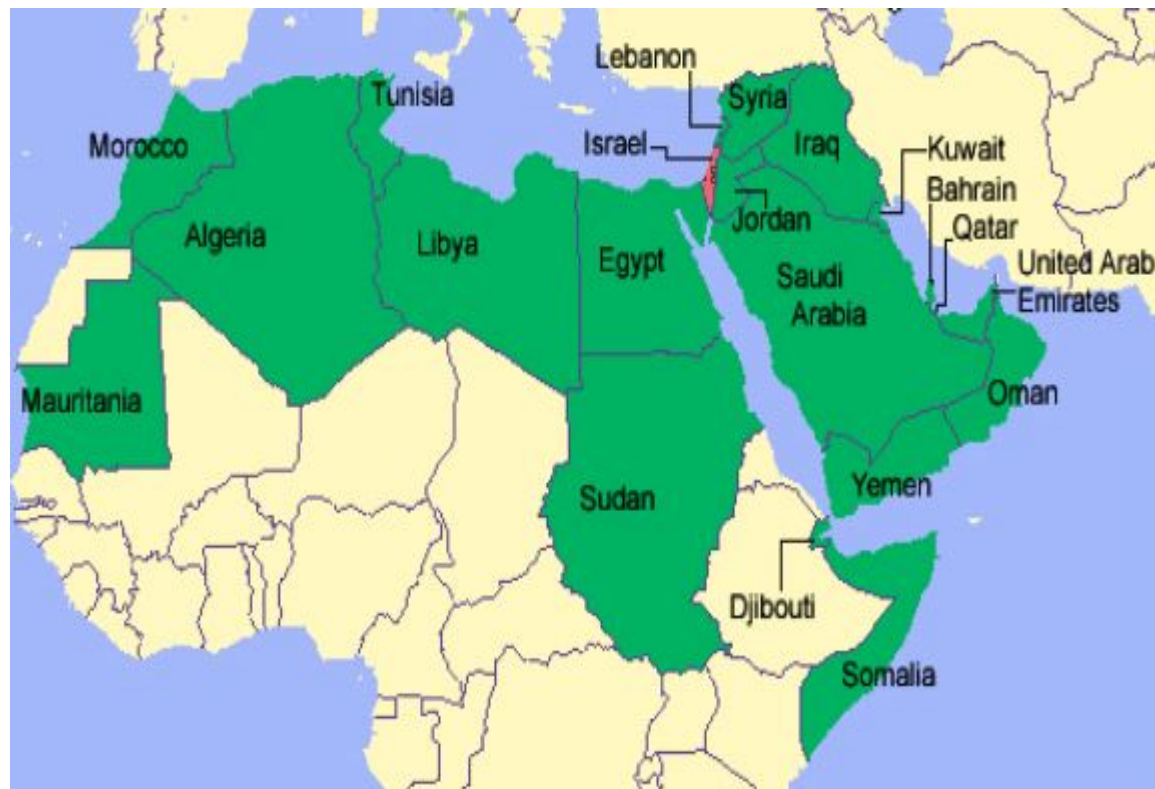 Lebanon
Tunisia
Syria
Morocco
Israel
Iraq
Kuwait
Bahrain
Jordan
Qatar
Algeria
Libya
Egypt
Saudi
Arabia
United Arab
Emirates
Mauritania
Oman
Sudan
Yemen
Djibouti
Somalia